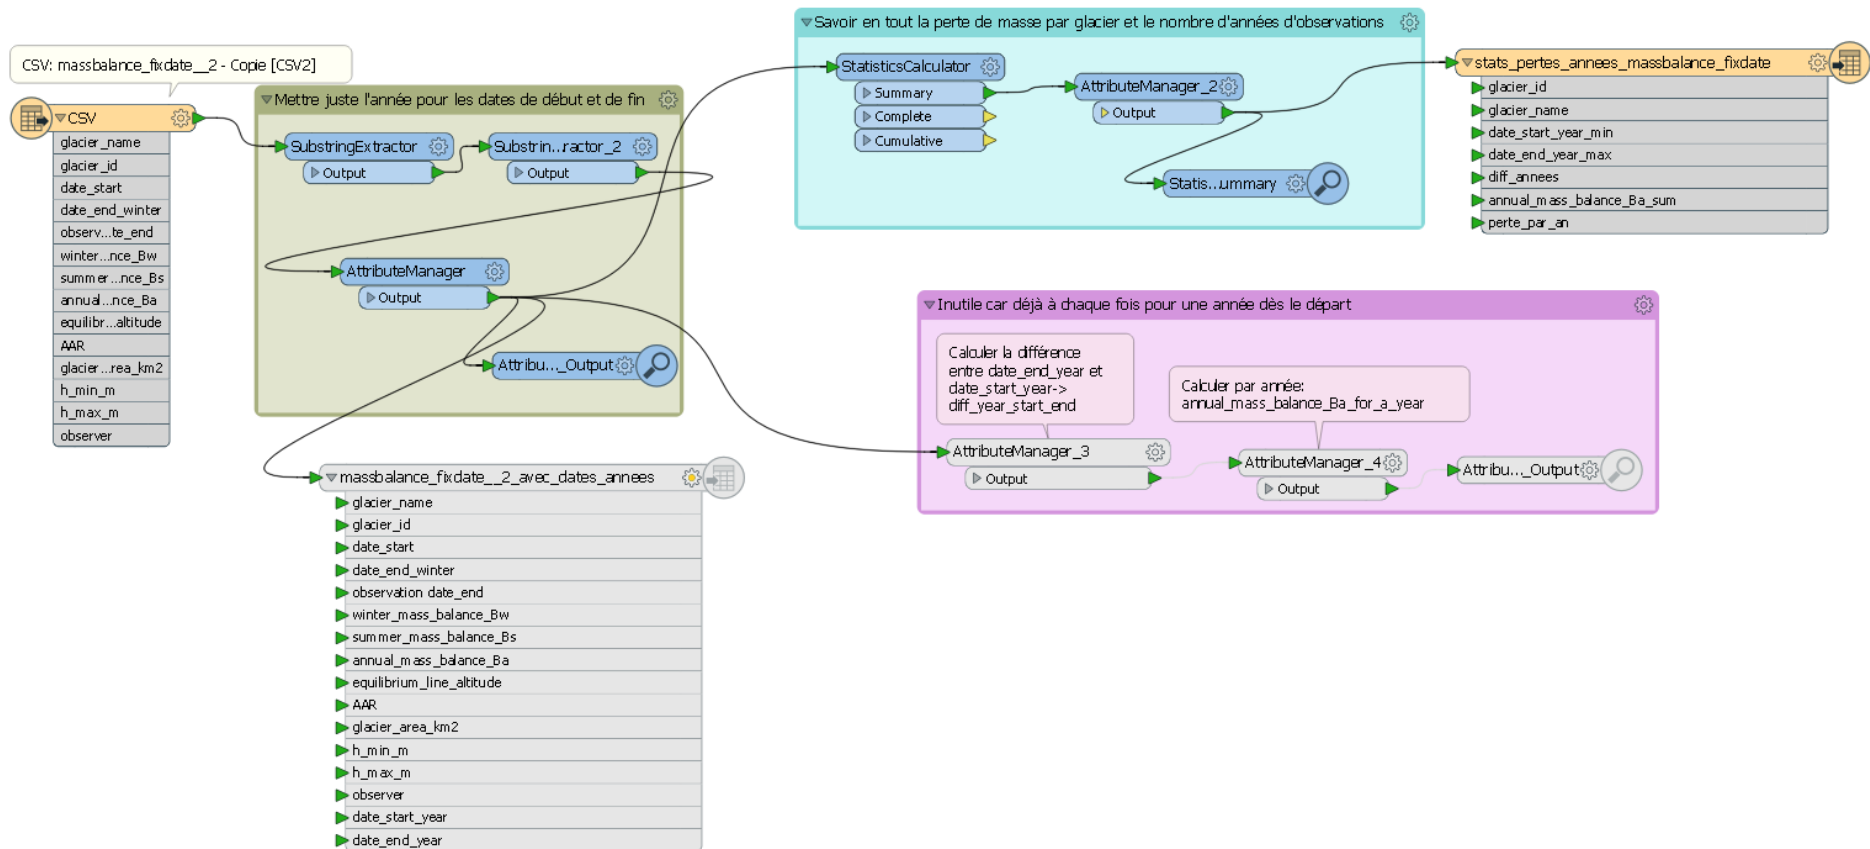 CSV: massbalance_fixdate__2 - Copie [CSV2]
CSV
glacier_name
glacier_id
date_start
date_end_winter
observ...te_end
winter...nce_Bw
summer...nce_Bs
annual...nce_Ba
equilibr...altitude
AAR
glacier...rea_km2
h_min_m
h_max_m
observer
Mettre juste l'année pour les dates de début et de fin
SubstringExtractor
Output
Substrin...ractor_2
Output
AttributeManager
Output
Attribu..._Output
massbalance_fixdate__2_avec_dates_annees
glacier_name
glacier_id
date_start
date_end_winter
observation date_end
winter_mass_balance_Bw
summer_mass_balance_Bs
annual_mass_balance_Ba
equilibrium_line_altitude
AAR
glacier_area_km2
h_min_m
h_max_m
observer
date_start_year
date_end_year
Savoir en tout la perte de masse par glacier et le nombre d'années d'observations
StatisticsCalculator
Summary
Complete
Cumulative
AttributeManager_2
Output
Statis...ummary
stats_pertes_annees_massbalance_fixdate
glacier_id
glacier_name
date_start_year_min
date_end_year_max
diff_annees
annual_mass_balance_Ba_sum
perte_par_an
Inutile car déjà à chaque fois pour une année dès le départ
Calculer la différence
entre date_end_year et
date_start_year->
diff_year_start_end
AttributeManager_3
Output
Calculer par année:
annual_mass_balance_Ba_for_a_year
AttributeManager_4
Output
Attribu..._Output